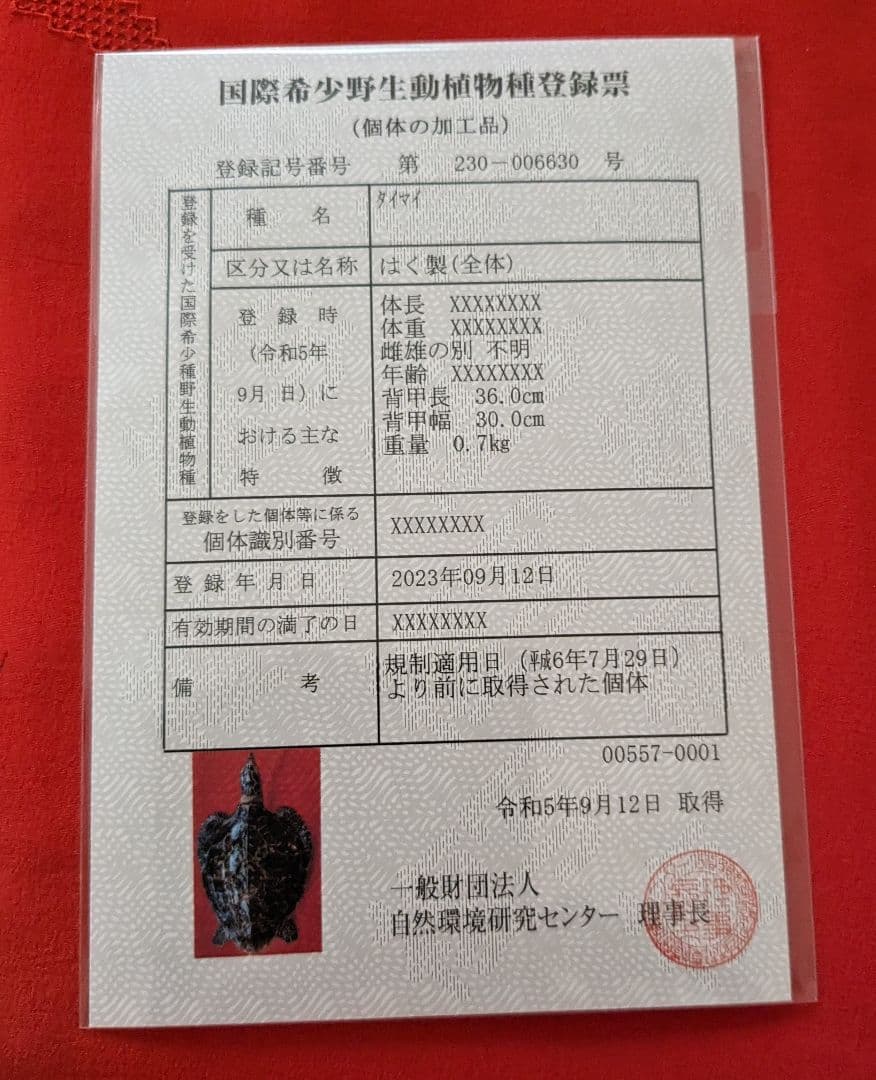 国際希少野生動植物種登録票
(個体の加工品)
登録記号番号 第 230-006630 号
登録を受けた国際希少野生動植物種
種 名 タイマイ
区分又は名称 はく製(全体)
登 録 時
(令和5年
9月 日)に
おける主な
特 徴
体長 XXXXXXXX
体重 XXXXXXXX
雌雄の別 不明
年齢 XXXXXXXX
背甲長 36.0cm
背甲幅 30.0cm
重量 0.7kg
登録をした個体等に係る
個体識別番号
XXXXXXXX
登 録 年 月 日 2023年09月12日
有効期間の満了の日 XXXXXXXX
備 考
規制適用日(平成6年7月29日)
より前に取得された個体
00557-0001
令和5年9月12日 取得
一般財団法人
自然環境研究センター 理事長